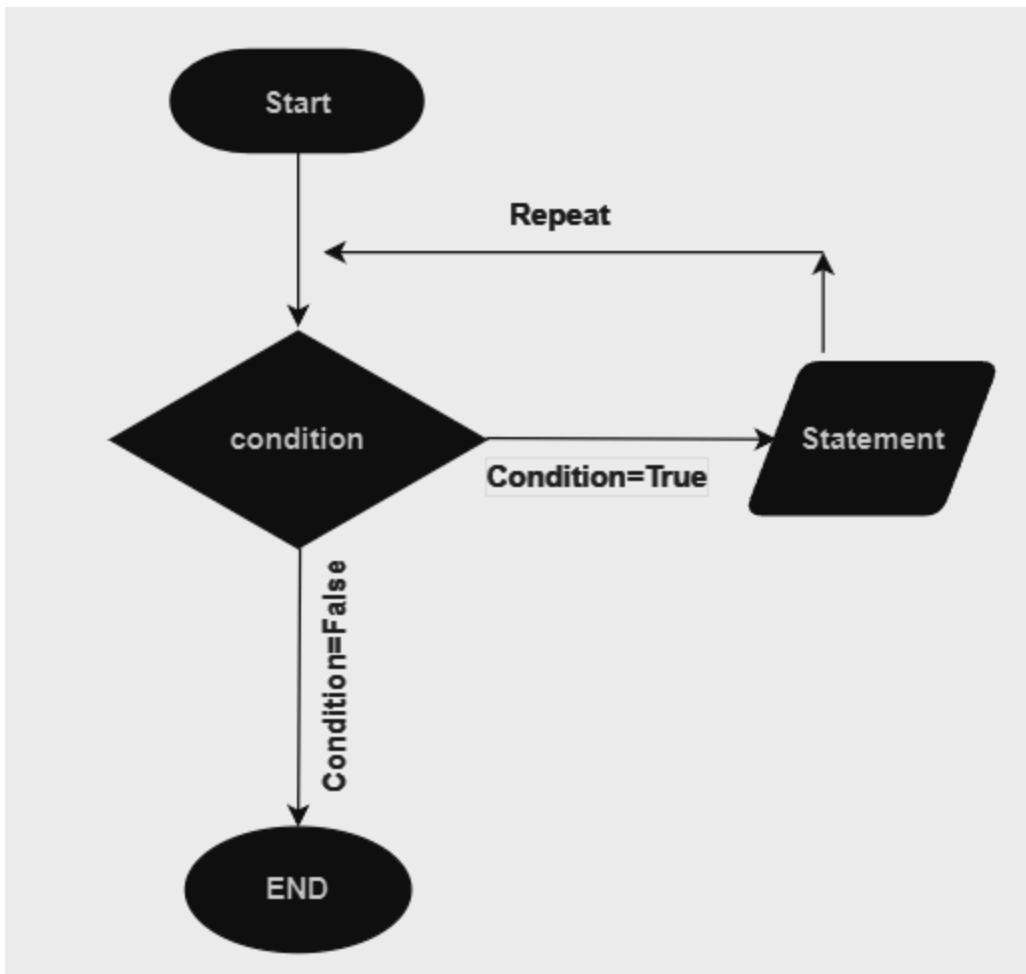 Start
Repeat
condition
Condition=True
Statement
Condition=False
END